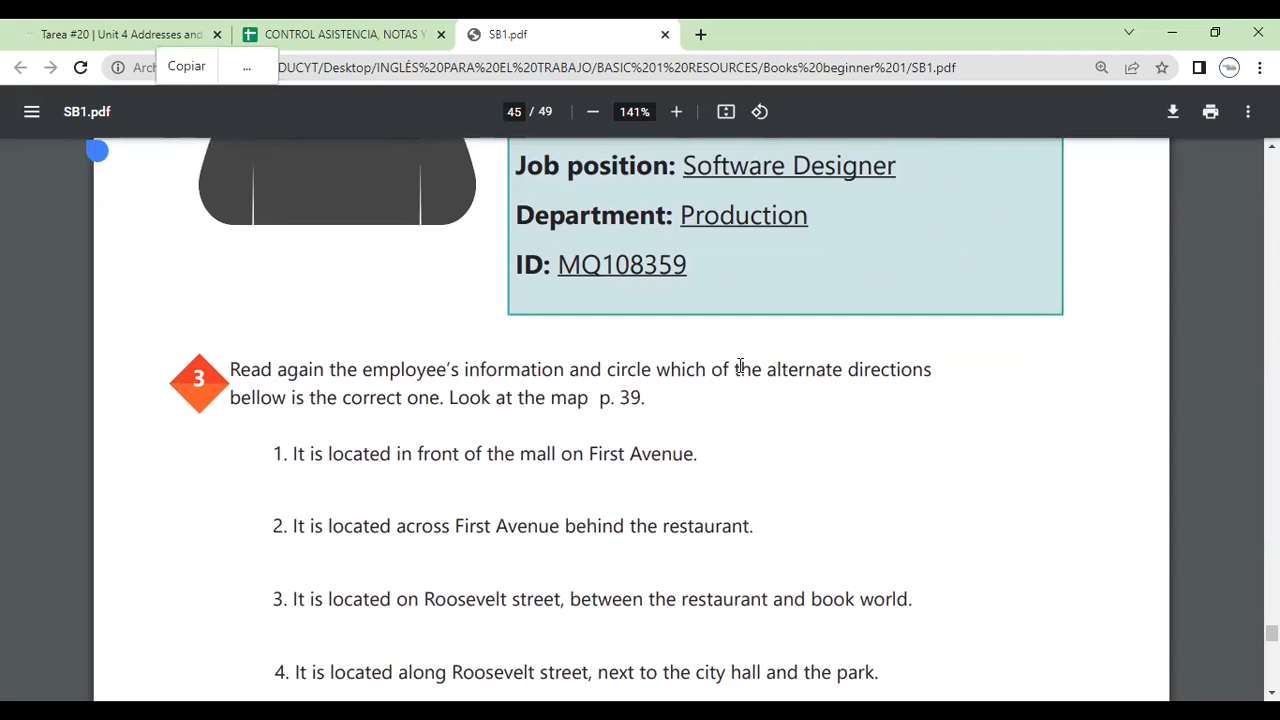 Tarea #20 | Unit 4 Addresses and
CONTROL ASISTENCIA, NOTAS Y
SB1.pdf
Copiar
...
Arch
DUCYT/Desktop/INGLÉS%20PARA%20EL%20TRABAJO/BASIC%201%20RESOURCES/Books%20beginner%201/SB1.pdf
SB1.pdf
45 / 49
141%
Job position: Software Designer
Department: Production
ID: MQ108359
3
Read again the employee's information and circle which of the alternate directions
bellow is the correct one. Look at the map p. 39.
1. It is located in front of the mall on First Avenue.
2. It is located across First Avenue behind the restaurant.
3. It is located on Roosevelt street, between the restaurant and book world.
4. It is located along Roosevelt street, next to the city hall and the park.